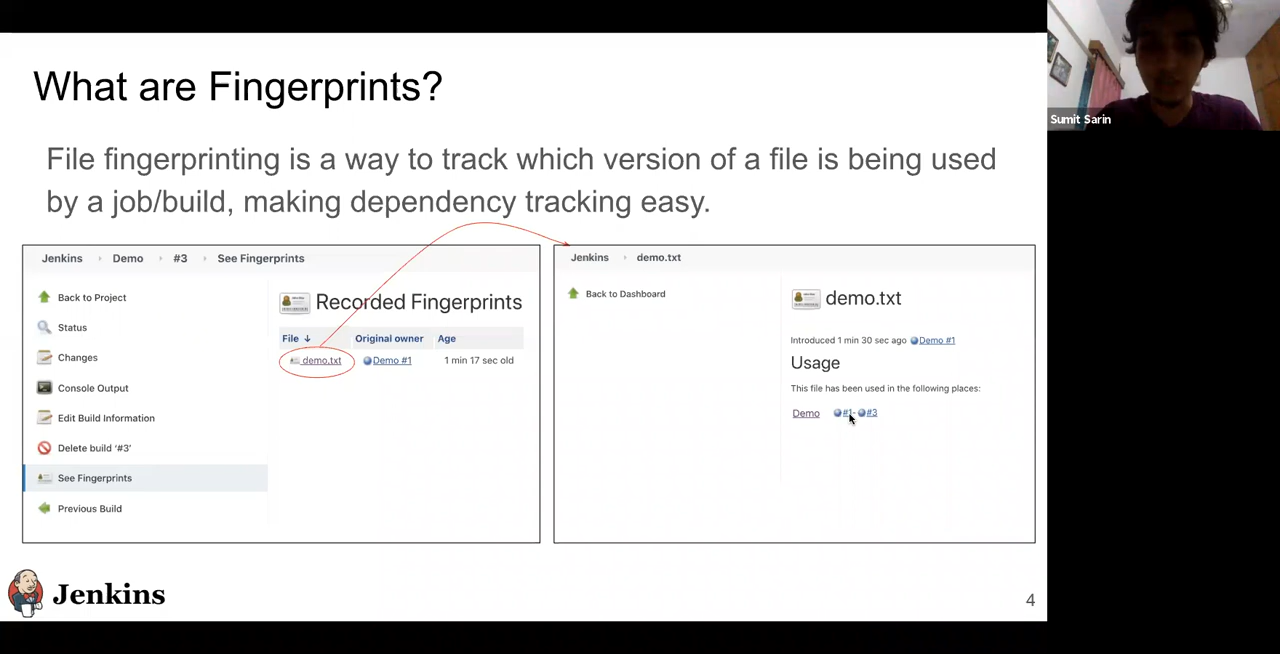 What are Fingerprints?
File fingerprinting is a way to track which version of a file is being used
by a job/build, making dependency tracking easy.
Jenkins Demo #3 See Fingerprints
Back to Project
Status
Changes
Console Output
Edit Build Information
Delete build '#3'
See Fingerprints
Previous Build
Recorded Fingerprints
File ↓ Original owner Age
demo.txt Demo #1 1 min 17 sec old
Jenkins demo.txt
Back to Dashboard
demo.txt
Introduced 1 min 30 sec ago Demo #1
Usage
This file has been used in the following places:
Demo #1- #3
Jenkins
4
Sumit Sarin